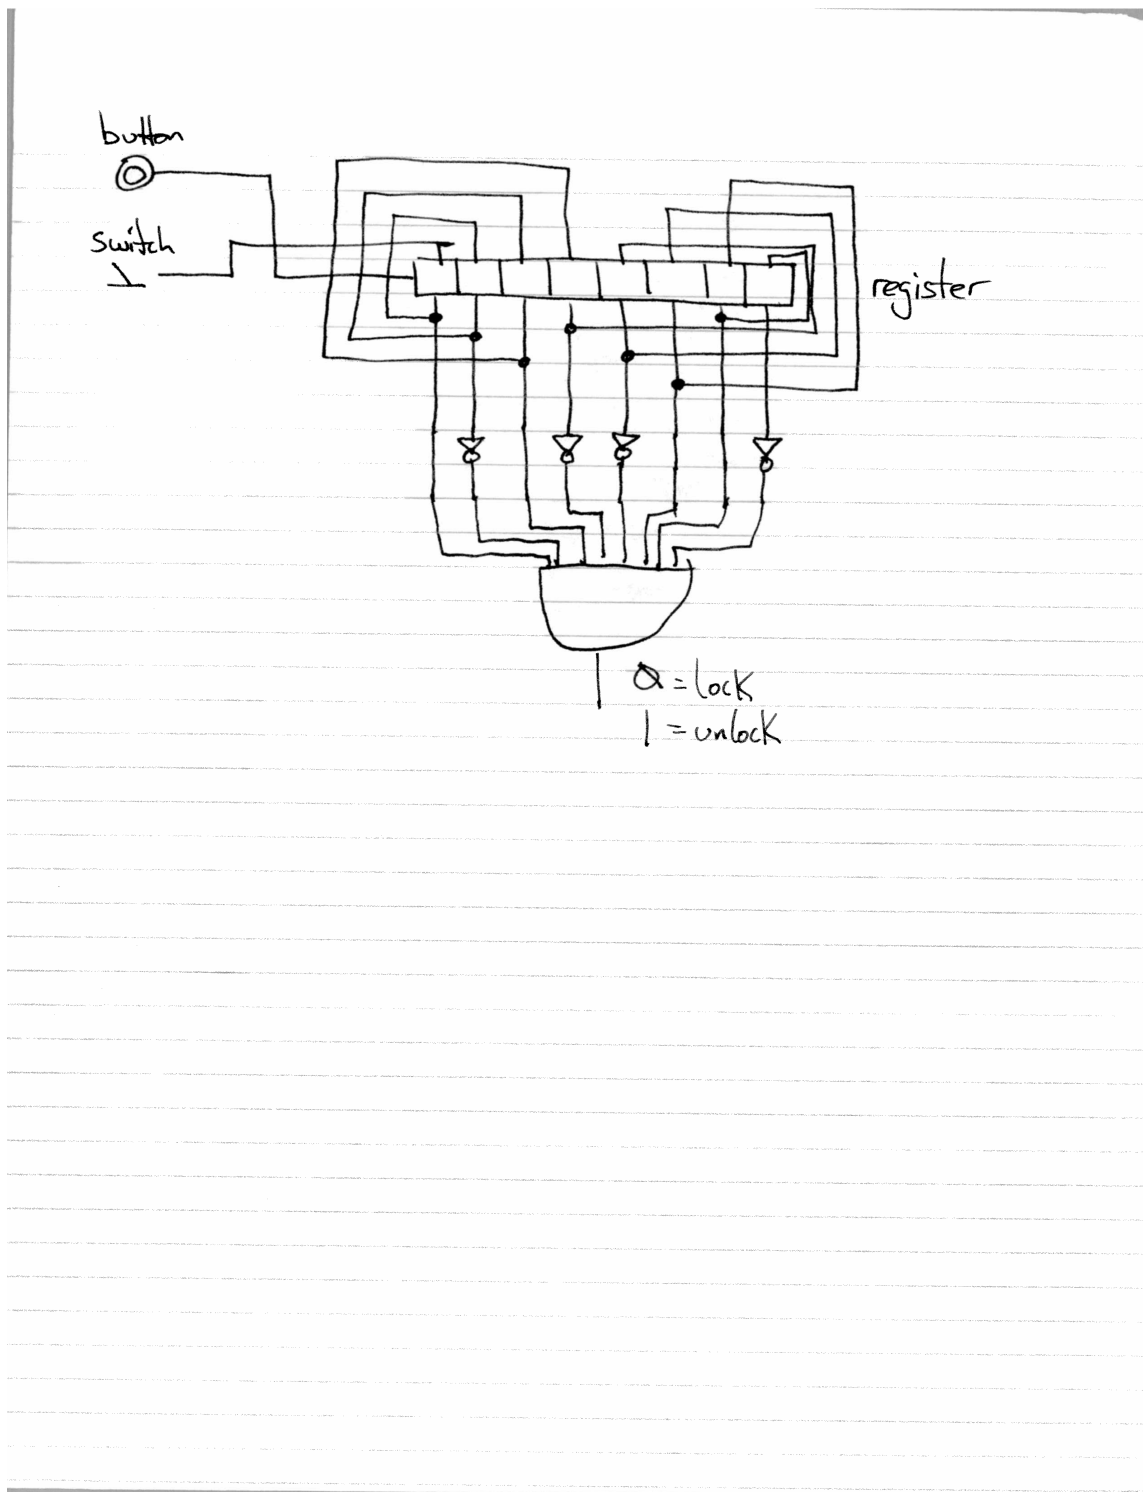 button
switch
register
0 = lock
1 = unlock